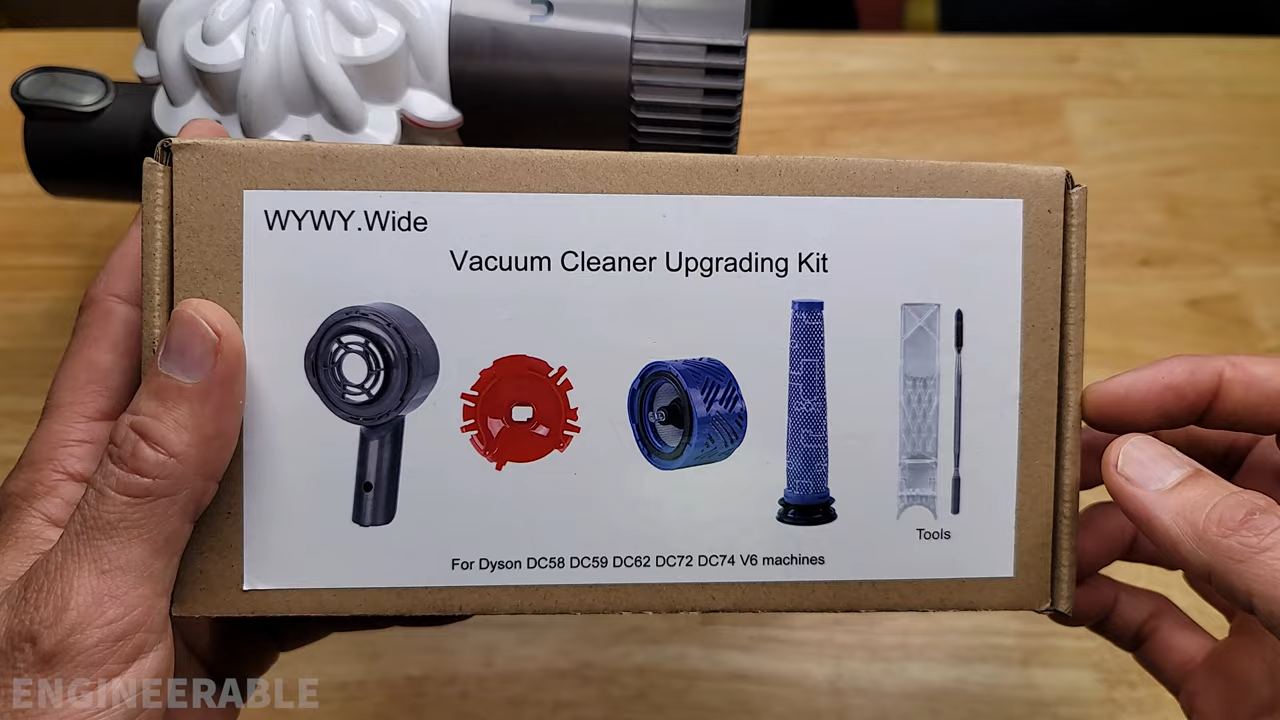 WYWY.Wide
Vacuum Cleaner Upgrading Kit
Tools
For Dyson DC58 DC59 DC62 DC72 DC74 V6 machines
ENGINEERABLE